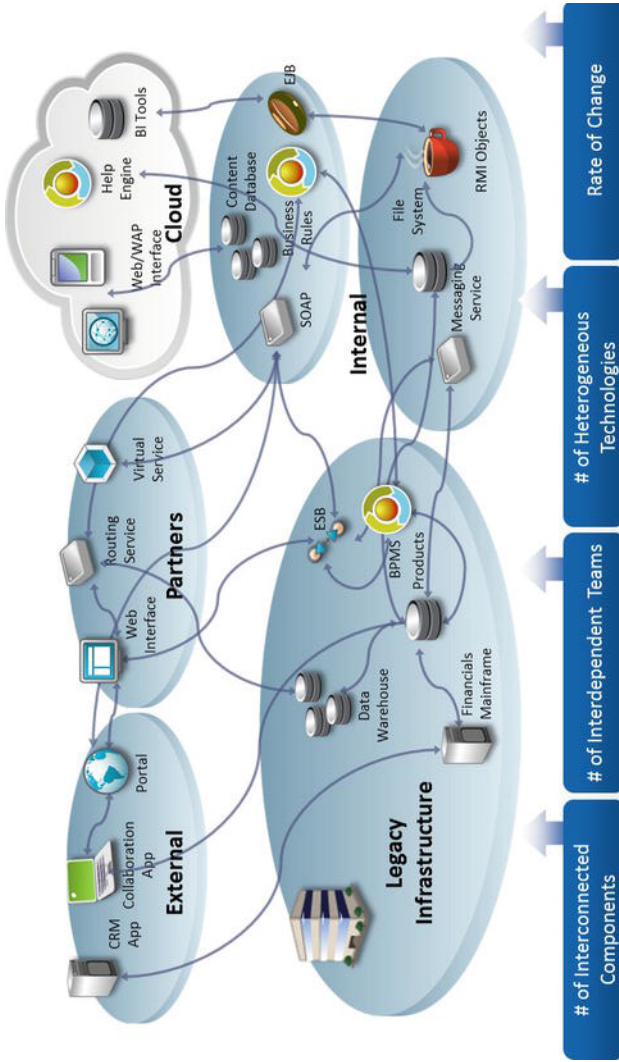 CRM
App
Collaboration
App
External
Portal
Web
Interface
Routing
Service
Virtual
Service
Partners
Web/WAP
Interface
Help
Engine
BI Tools
Cloud
SOAP
Content
Database
Business
Rules
EJB
Internal
Messaging
Service
File
System
RMI Objects
Legacy
Infrastructure
Data
Warehouse
Financials
Mainframe
ESB
BPMS
Products
# of Interconnected
Components
# of Interdependent Teams
# of Heterogeneous
Technologies
Rate of Change